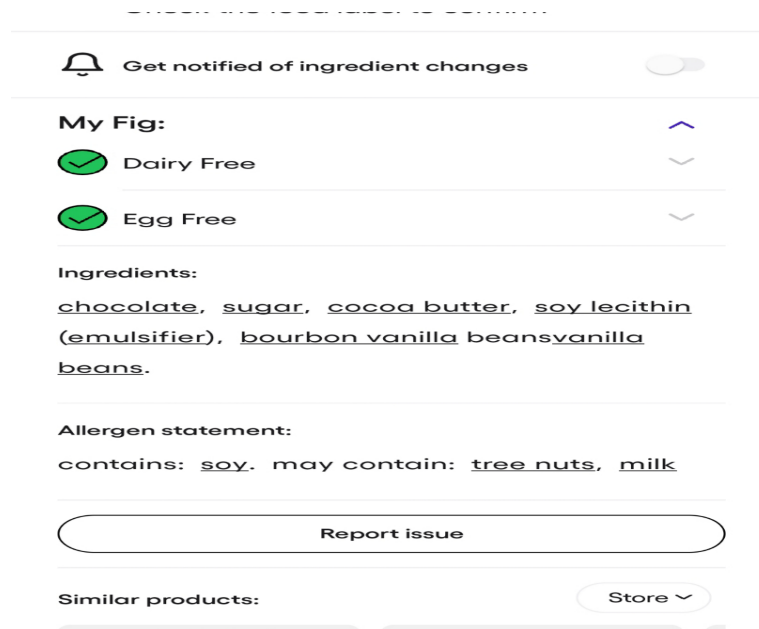 Get notified of ingredient changes
My Fig:
Dairy Free
Egg Free
Ingredients:
chocolate, sugar, cocoa butter, soy lecithin
(emulsifier), bourbon vanilla beansvanilla
beans.
Allergen statement:
contains: soy. may contain: tree nuts, milk
Report issue
Similar products:
Store